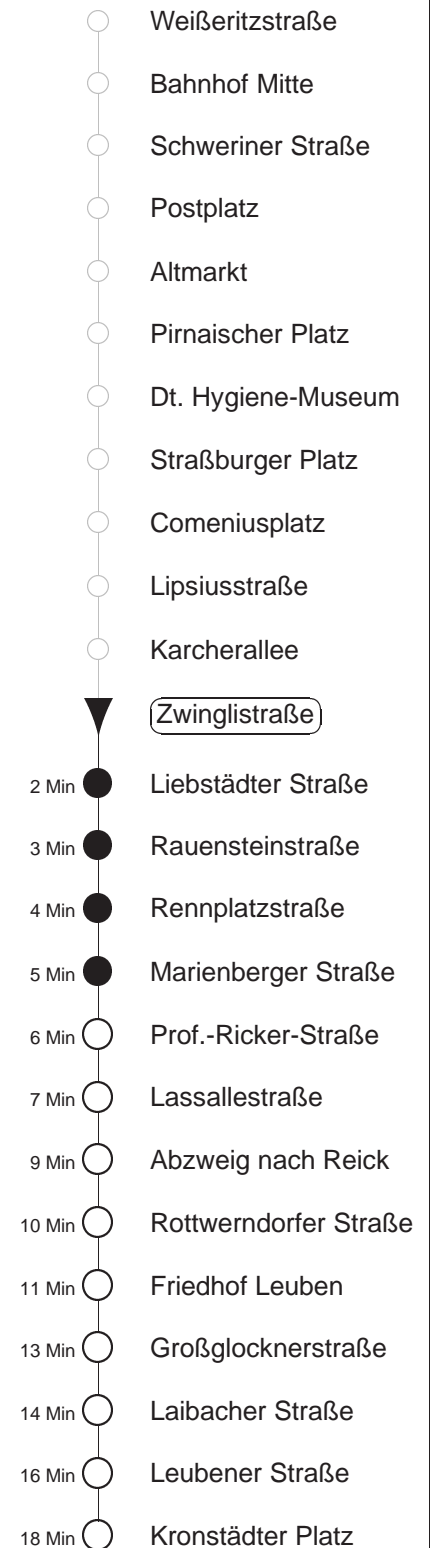 Weißeritzstraße
Bahnhof Mitte
Schweriner Straße
Postplatz
Altmarkt
Pirnaischer Platz
Dt. Hygiene-Museum
Straßburger Platz
Comeniusplatz
Lipsiusstraße
Karcherallee
Zwinglistraße
2 Min Liebstädter Straße
3 Min Rauensteinstraße
4 Min Rennplatzstraße
5 Min Marienberger Straße
6 Min Prof.-Ricker-Straße
7 Min Lassallestraße
9 Min Abzweig nach Reick
10 Min Rottwerndorfer Straße
11 Min Friedhof Leuben
13 Min Großglocknerstraße
14 Min Laibacher Straße
16 Min Leubener Straße
18 Min Kronstädter Platz